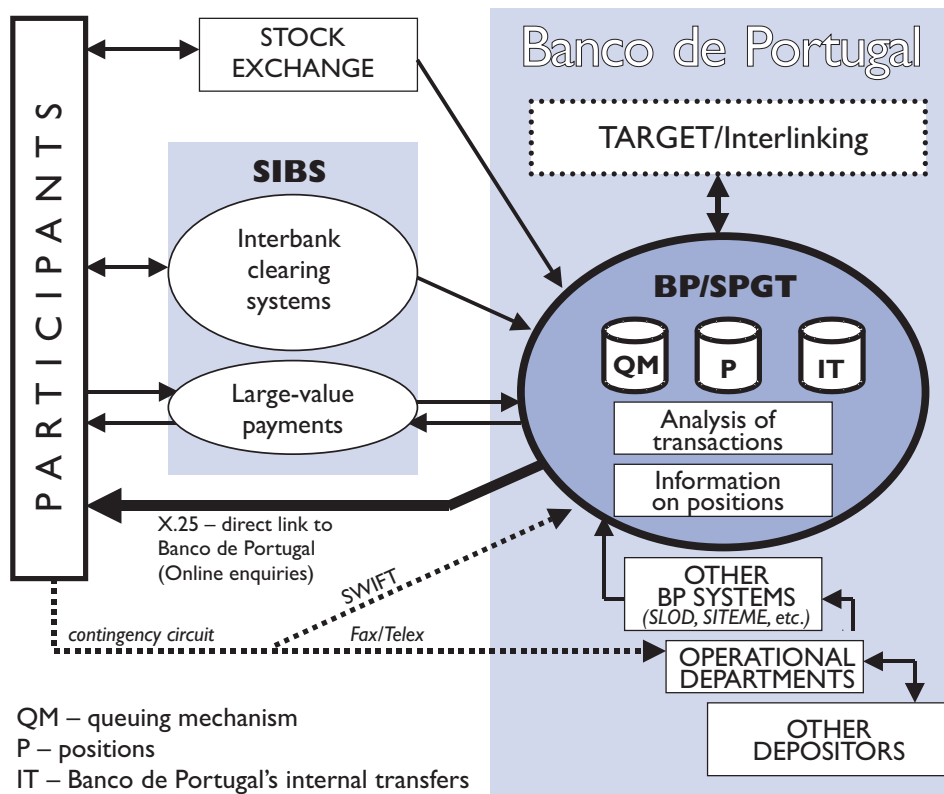 PARTICIPANTS
STOCK
EXCHANGE
Banco de Portugal
TARGET/Interlinking
SIBS
Interbank
clearing
systems
Large-value
payments
BP/SPGT
QM
P
IT
Analysis of
transactions
Information
on positions
X.25 – direct link to
Banco de Portugal
(Online enquiries)
SWIFT
contingency circuit
Fax/Telex
OTHER
BP SYSTEMS
(SLOD, SITEME, etc.)
OPERATIONAL
DEPARTMENTS
OTHER
DEPOSITORS
QM – queuing mechanism
P – positions
IT – Banco de Portugal's internal transfers